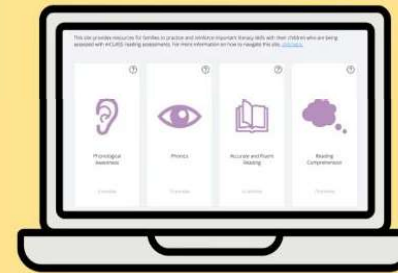 This site provides resources for families to practice and reinforce important literacy skills with their children who are being
assessed with mCLASS reading assessments. For more information on how to navigate this site, click here.
Phonological
Awareness
Phonics
Accurate and Fluent
Reading
Reading
Comprehension